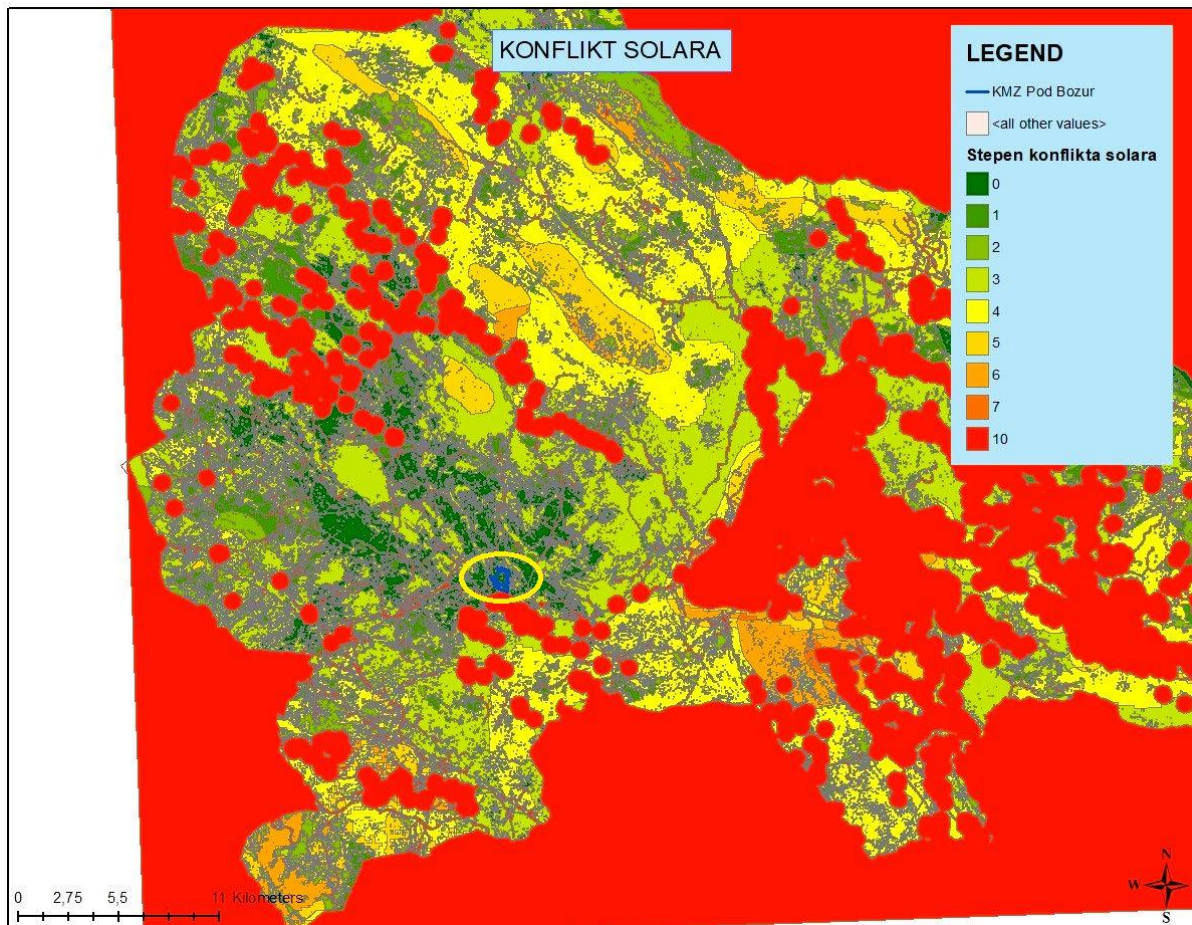 KONFLIKT SOLARA
LEGEND
KMZ Pod Bozur
<all other values>
Stepen konflikta solara
0
1
2
3
4
5
6
7
10
0 2,75 5,5 11 Kilometers
N
W
S